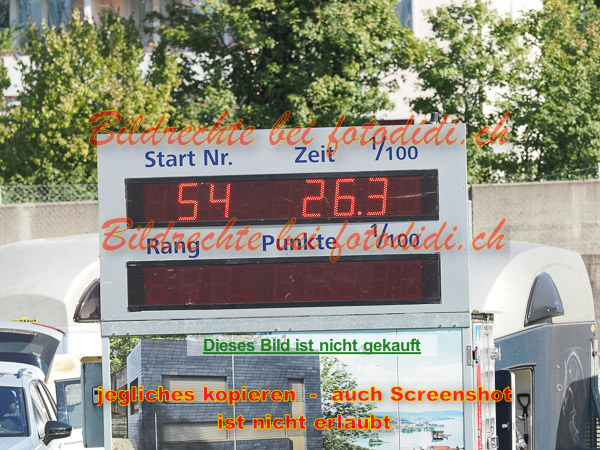 Bildrechte bei fotodidi.ch
Start Nr. Zeit 1/100
54 26.3
Bildrechte bei fotodidi.ch
Rang Punkte 1/100
Dieses Bild ist nicht gekauft
jegliches kopieren - auch Screenshot
ist nicht erlaubt